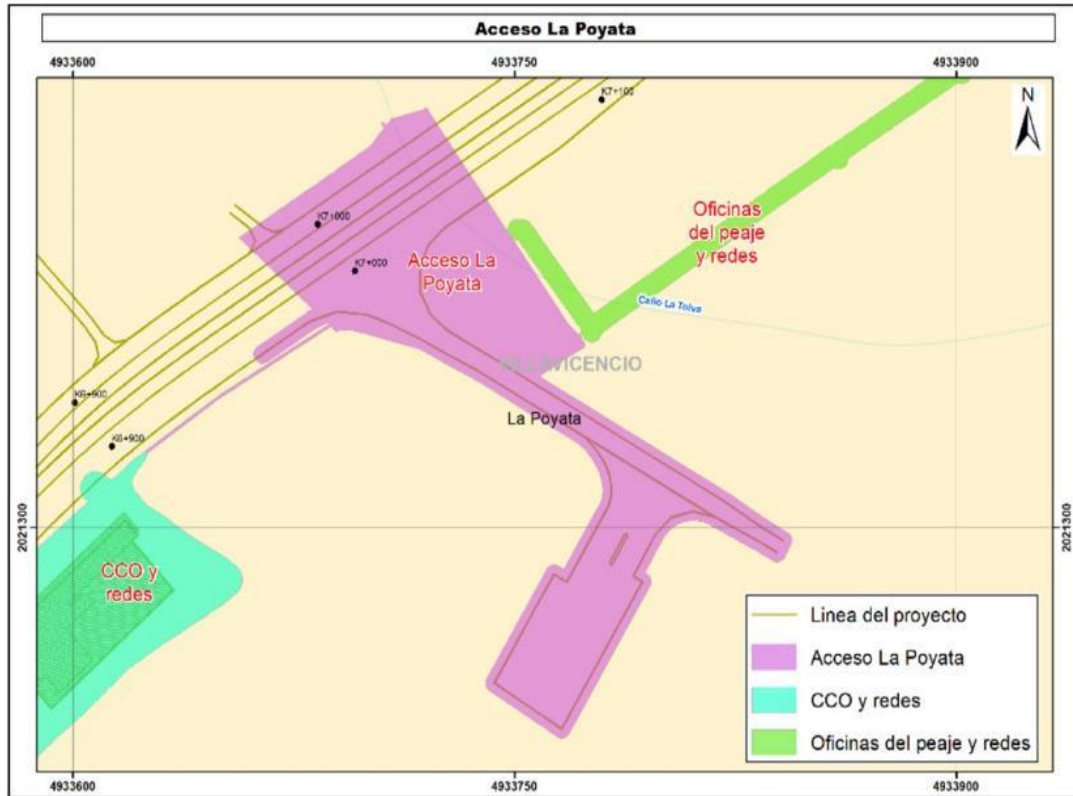 Acceso La Poyata
4933600
4933750
4933900
N
K7+100
K7+000
K7+000
Acceso La
Poyata
Oficinas
del peaje
y redes
Caño La Tolva
VILLAVICENCIO
K6+900
La Poyata
K6+900
2021300
2021300
CCO y
redes
Linea del proyecto
Acceso La Poyata
CCO y redes
Oficinas del peaje y redes
4933600
4933750
4933900